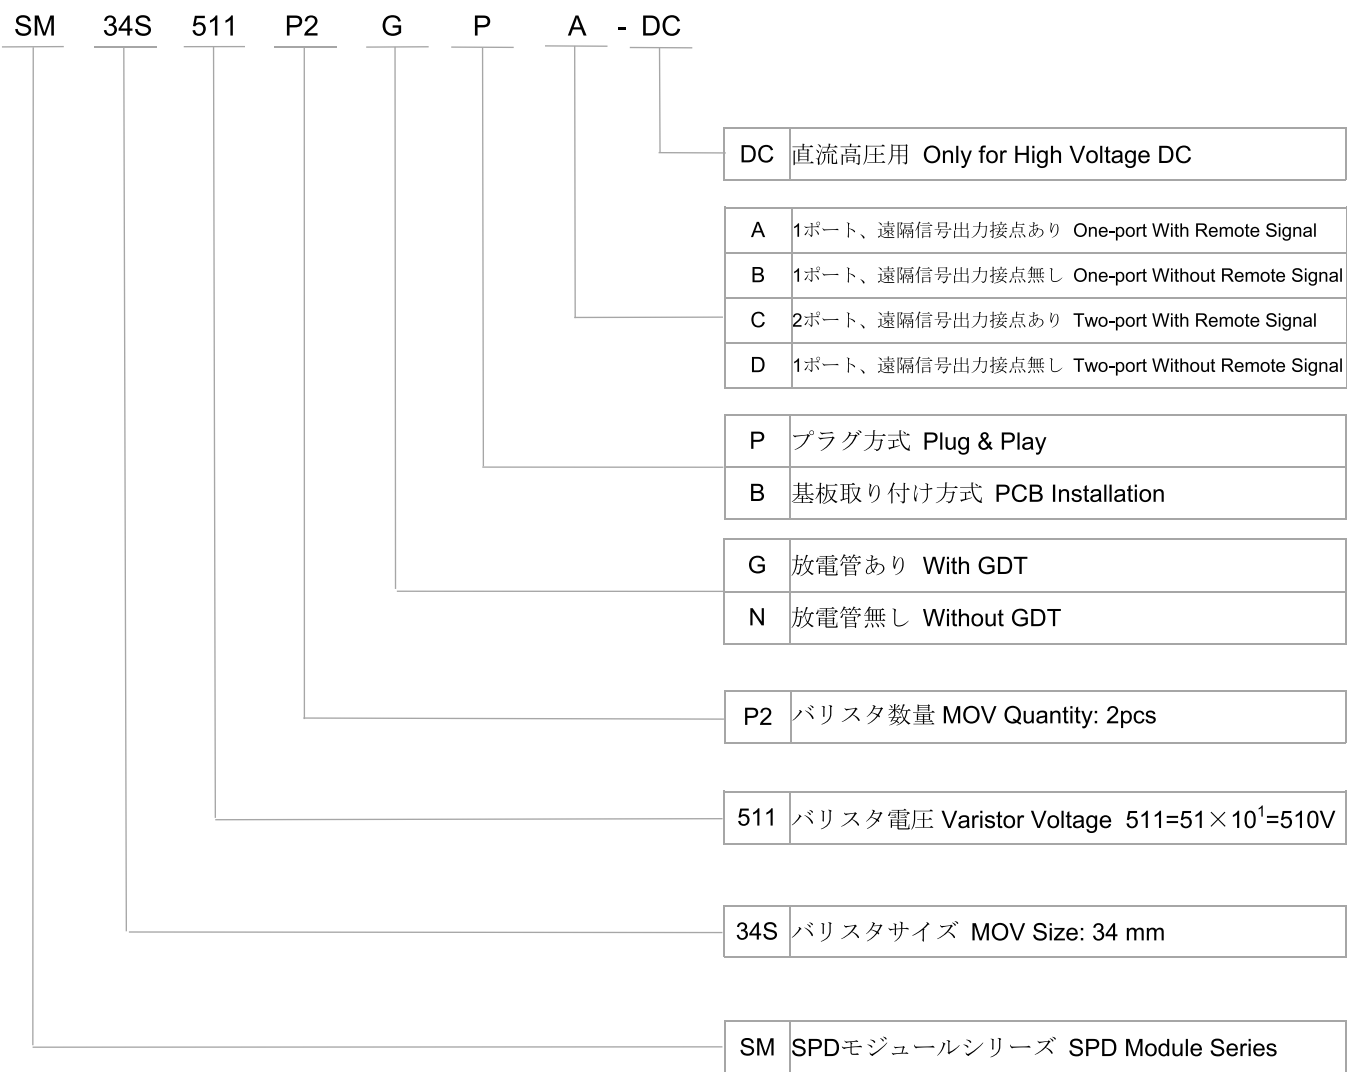 SM 34S 511 P2 G P A - DC
DC 直流高圧用 Only for High Voltage DC
A 1ポート、遠隔信号出力接点あり One-port With Remote Signal
B 1ポート、遠隔信号出力接点無し One-port Without Remote Signal
C 2ポート、遠隔信号出力接点あり Two-port With Remote Signal
D 1ポート、遠隔信号出力接点無し Two-port Without Remote Signal
P プラグ方式 Plug & Play
B 基板取り付け方式 PCB Installation
G 放電管あり With GDT
N 放電管無し Without GDT
P2 バリスタ数量 MOV Quantity: 2pcs
511 バリスタ電圧 Varistor Voltage 511=51×10¹=510V
34S バリスタサイズ MOV Size: 34 mm
SM SPDモジュールシリーズ SPD Module Series